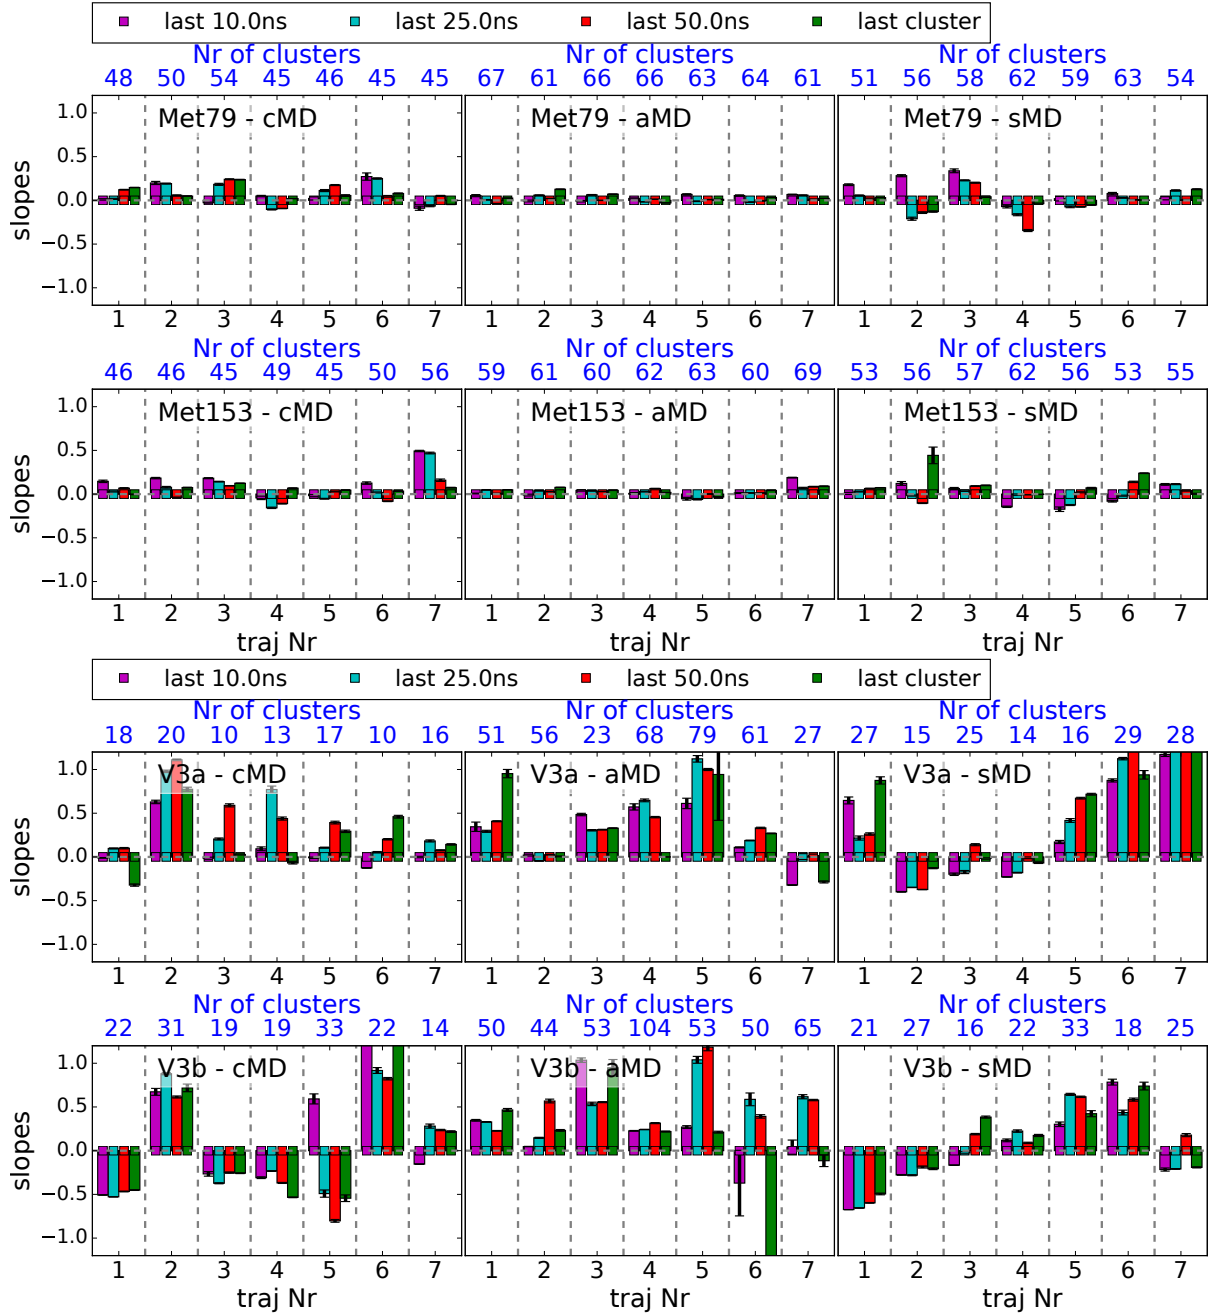 last 10.0ns last 25.0ns last 50.0ns last cluster
Nr of clusters Nr of clusters Nr of clusters
48 50 54 45 46 45 45 67 61 66 66 63 64 61 51 56 58 62 59 63 54
Met79 - cMD Met79 - aMD Met79 - sMD
slopes
1.0
0.5
0.0
−0.5
−1.0
1 2 3 4 5 6 7 1 2 3 4 5 6 7 1 2 3 4 5 6 7
Nr of clusters Nr of clusters Nr of clusters
46 46 45 49 45 50 56 59 61 60 62 63 60 69 53 56 57 62 56 53 55
Met153 - cMD Met153 - aMD Met153 - sMD
slopes
1.0
0.5
0.0
−0.5
−1.0
1 2 3 4 5 6 7 1 2 3 4 5 6 7 1 2 3 4 5 6 7
traj Nr traj Nr traj Nr
last 10.0ns last 25.0ns last 50.0ns last cluster
Nr of clusters Nr of clusters Nr of clusters
18 20 10 13 17 10 16 51 56 23 68 79 61 27 27 15 25 14 16 29 28
V3a - cMD V3a - aMD V3a - sMD
slopes
1.0
0.5
0.0
−0.5
−1.0
1 2 3 4 5 6 7 1 2 3 4 5 6 7 1 2 3 4 5 6 7
Nr of clusters Nr of clusters Nr of clusters
22 31 19 19 33 22 14 50 44 53 104 53 50 65 21 27 16 22 33 18 25
V3b - cMD V3b - aMD V3b - sMD
slopes
1.0
0.5
0.0
−0.5
−1.0
1 2 3 4 5 6 7 1 2 3 4 5 6 7 1 2 3 4 5 6 7
traj Nr traj Nr traj Nr